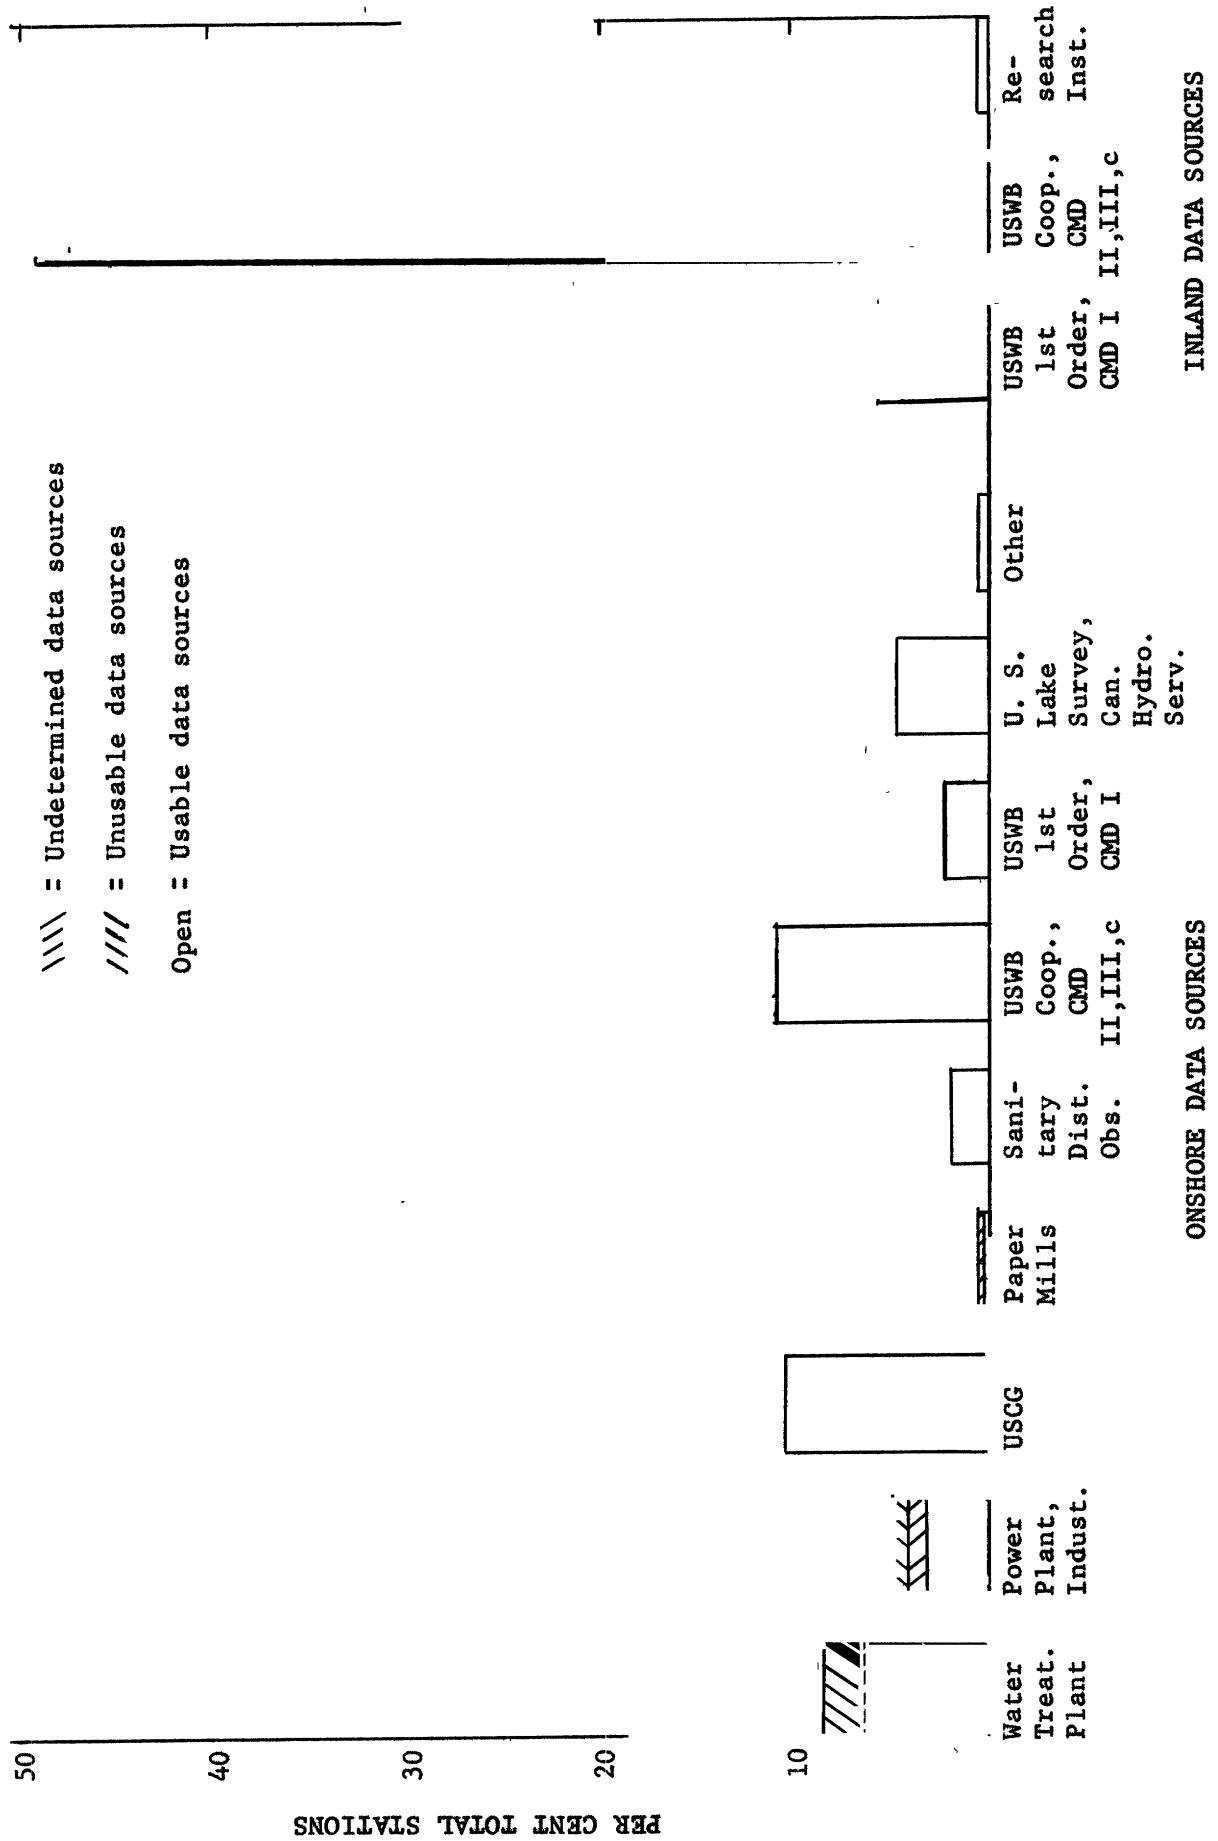 \\\\ = Undetermined data sources
//// = Unusable data sources
Open = Usable data sources
PER CENT TOTAL STATIONS
50
40
30
20
10
Water
Treat.
Plant
Power
Plant,
Indust.
USCG
Paper
Mills
Sani-
tary
Dist.
Obs.
USWB
Coop.,
CMD
II,III,c
USWB
1st
Order,
CMD I
U. S.
Lake
Survey,
Can.
Hydro.
Serv.
Other
USWB
1st
Order,
CMD I
USWB
Coop.,
CMD
II,III,c
Re-
search
Inst.
ONSHORE DATA SOURCES
INLAND DATA SOURCES